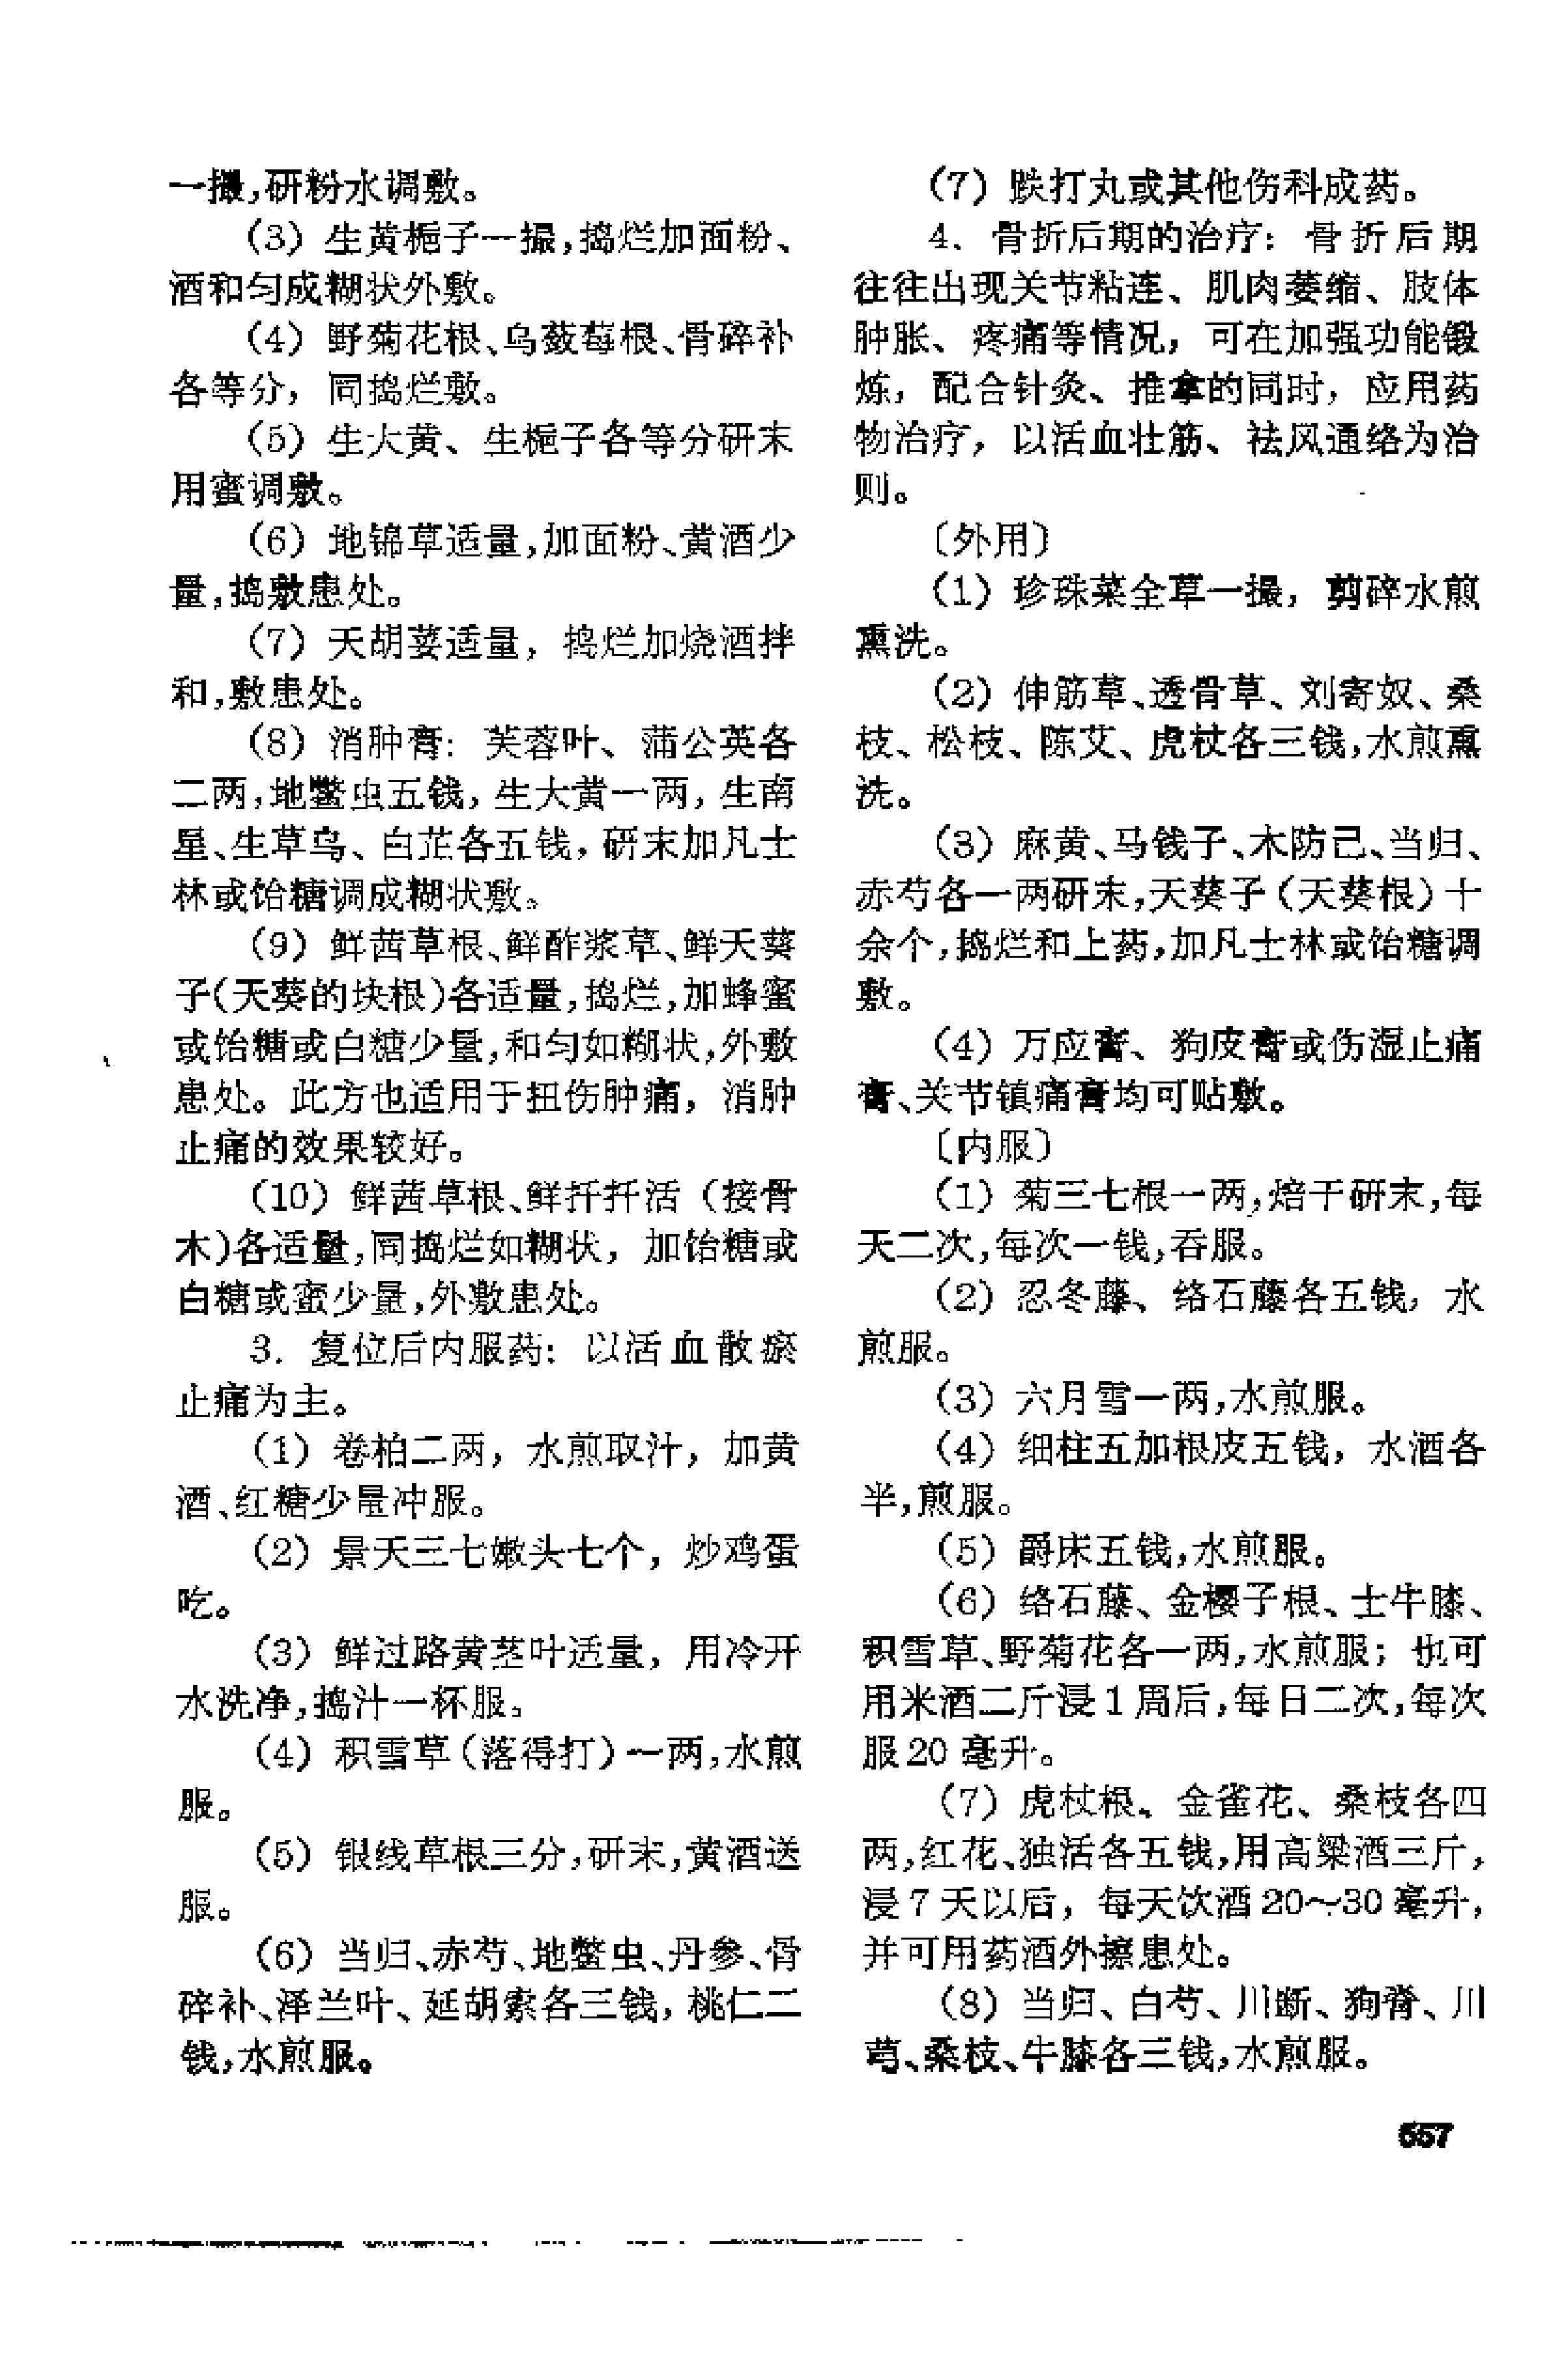 一撮,研粉水调敷。
(3) 生黄栀子一撮,捣烂加面粉、
酒和匀成糊状外敷。
(4) 野菊花根、乌蔹莓根、骨碎补
各等分，同捣烂敷。
(5) 生大黄、生栀子各等分研末
用蜜调敷。
(6) 地锦草适量,加面粉、黄酒少
量,捣敷患处。
(7) 天胡荽适量，捣烂加烧酒拌
和,敷患处。
(8) 消肿膏：芙蓉叶、蒲公英各
二两,地鳖虫五钱,生大黄一两,生南
星、生草乌、白芷各五钱，研末加凡士
林或饴糖调成糊状敷。
(9) 鲜茜草根、鲜酢浆草、鲜天葵
子(天葵的块根)各适量,捣烂,加蜂蜜
或饴糖或白糖少量,和匀如糊状,外敷
患处。此方也适用于扭伤肿痛，消肿
止痛的效果较好。
(10) 鲜茜草根、鲜扦扦活（接骨
木)各适量,同捣烂如糊状，加饴糖或
白糖或蜜少量,外敷患处。
3. 复位后内服药：以活血散瘀
止痛为主。
(1) 卷柏二两，水煎取汁，加黄
酒、红糖少量冲服。
(2) 景天三七嫩头七个，炒鸡蛋
吃。
(3) 鲜过路黄茎叶适量，用冷开
水洗净,捣汁一杯服。
(4) 积雪草(落得打)一两,水煎
服。
(5) 银线草根三分,研末,黄酒送
服。
(6) 当归、赤芍、地鳖虫、丹参、骨
碎补、泽兰叶、延胡索各三钱，桃仁二
钱,水煎服。
(7) 跌打丸或其他伤科成药。
4. 骨折后期的治疗：骨折后期
往往出现关节粘连、肌肉萎缩、肢体
肿胀、疼痛等情况，可在加强功能锻
炼，配合针灸、推拿的同时，应用药
物治疗，以活血壮筋、祛风通络为治
则。
〔外用〕
(1) 珍珠菜全草一撮，剪碎水煎
熏洗。
(2) 伸筋草、透骨草、刘寄奴、桑
枝、松枝、陈艾、虎杖各三钱,水煎熏
洗。
(3) 麻黄、马钱子、木防己、当归、
赤芍各一两研末,天葵子(天葵根)十
余个,捣烂和上药,加凡士林或饴糖调
敷。
(4) 万应膏、狗皮膏或伤湿止痛
膏、关节镇痛膏均可贴敷。
〔内服〕
(1) 菊三七根一两,焙干研末,每
天二次,每次一钱,吞服。
(2) 忍冬藤、络石藤各五钱，水
煎服。
(3) 六月雪一两,水煎服。
(4) 细柱五加根皮五钱，水酒各
半,煎服。
(5) 爵床五钱,水煎服。
(6) 络石藤、金樱子根、土牛膝、
积雪草、野菊花各一两,水煎服；也可
用米酒二斤浸1周后,每日二次,每次
服20毫升。
(7) 虎杖根、金雀花、桑枝各四
两,红花、独活各五钱,用高粱酒三斤，
浸7天以后，每天饮酒20～30毫升，
并可用药酒外擦患处。
(8) 当归、白芍、川断、狗脊、川
芎、桑枝、牛膝各三钱,水煎服。
557